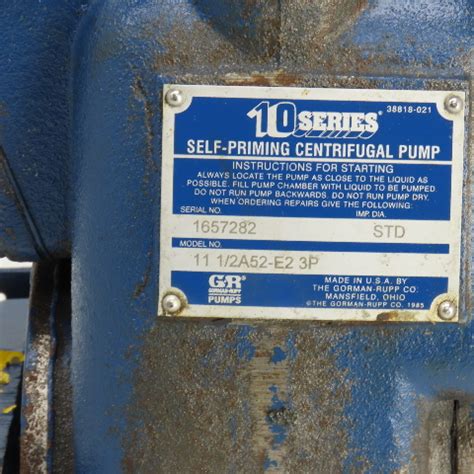 10 SERIES®
38818-021
SELF-PRIMING CENTRIFUGAL PUMP
INSTRUCTIONS FOR STARTING
ALWAYS LOCATE THE PUMP AS CLOSE TO THE LIQUID AS
POSSIBLE. FILL PUMP CHAMBER WITH LIQUID TO BE PUMPED.
DO NOT RUN PUMP BACKWARDS. DO NOT RUN PUMP DRY.
WHEN ORDERING REPAIRS GIVE THE FOLLOWING:
SERIAL NO. IMP. DIA.
1657282 STD
MODEL NO.
11 1/2A52-E2 3P
GR
GORMAN-RUPP
PUMPS
MADE IN U.S.A. BY
THE GORMAN-RUPP CO.
MANSFIELD, OHIO
©THE GORMAN-RUPP CO. 1985